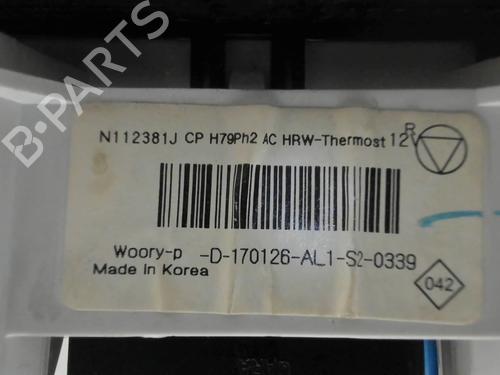 N112381J CP H79Ph2 AC HRW-Thermost 12V
R
Woory-p -D-170126-AL1-S2-0339
Made In Korea
042
B-Parts